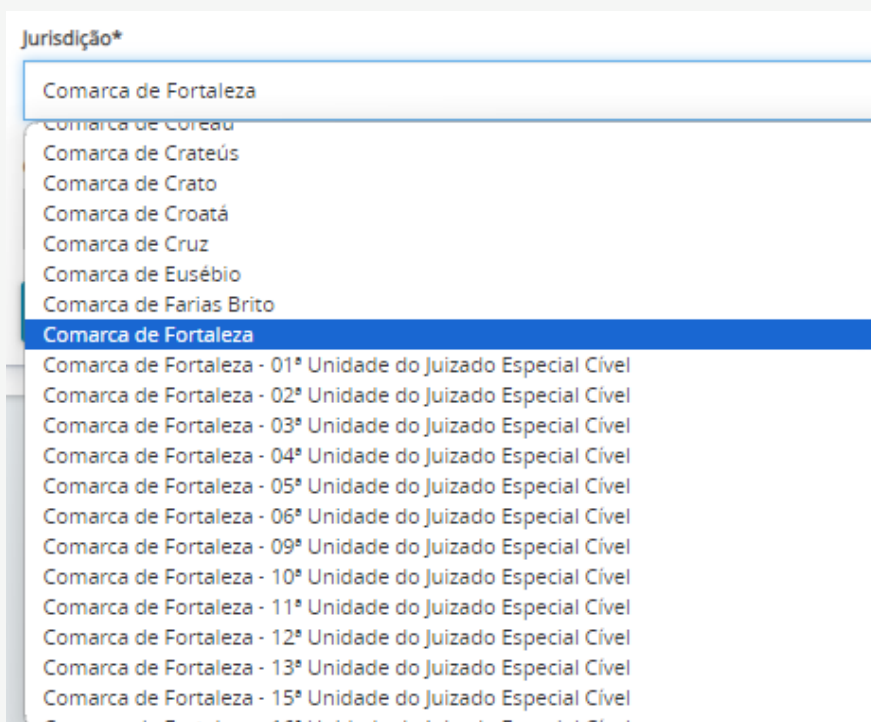 Jurisdição*
Comarca de Fortaleza
Comarca de Coreaú
Comarca de Crateús
Comarca de Crato
Comarca de Croatá
Comarca de Cruz
Comarca de Eusébio
Comarca de Farias Brito
Comarca de Fortaleza
Comarca de Fortaleza - 01ª Unidade do Juizado Especial Cível
Comarca de Fortaleza - 02ª Unidade do Juizado Especial Cível
Comarca de Fortaleza - 03ª Unidade do Juizado Especial Cível
Comarca de Fortaleza - 04ª Unidade do Juizado Especial Cível
Comarca de Fortaleza - 05ª Unidade do Juizado Especial Cível
Comarca de Fortaleza - 06ª Unidade do Juizado Especial Cível
Comarca de Fortaleza - 09ª Unidade do Juizado Especial Cível
Comarca de Fortaleza - 10ª Unidade do Juizado Especial Cível
Comarca de Fortaleza - 11ª Unidade do Juizado Especial Cível
Comarca de Fortaleza - 12ª Unidade do Juizado Especial Cível
Comarca de Fortaleza - 13ª Unidade do Juizado Especial Cível
Comarca de Fortaleza - 15ª Unidade do Juizado Especial Cível